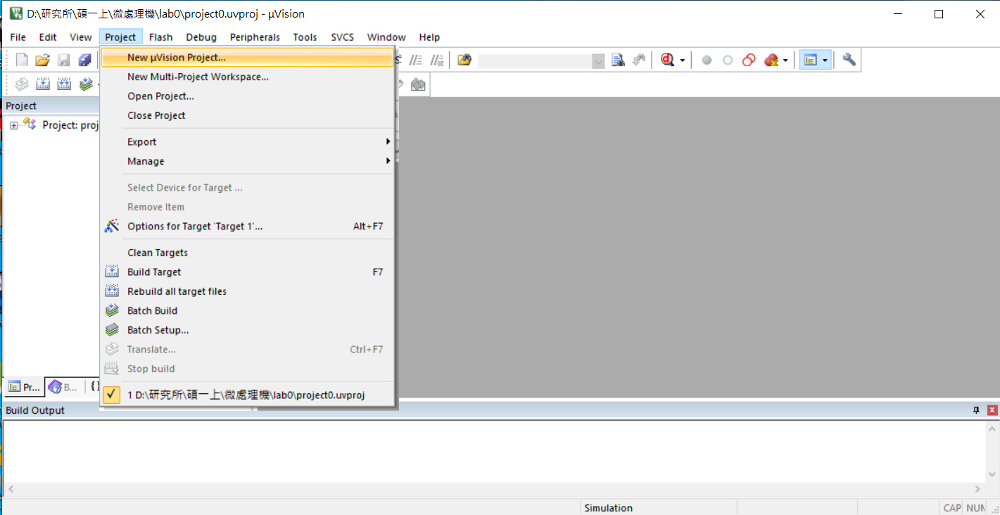 D:\研究所\碩一上\微處理機\lab0\project0.uvproj - µVision
File Edit View Project Flash Debug Peripherals Tools SVCS Window Help
New µVision Project...
New Multi-Project Workspace...
Open Project...
Close Project
Export
Manage
Select Device for Target ...
Remove Item
Options for Target 'Target 1'... Alt+F7
Clean Targets
Build Target F7
Rebuild all target files
Batch Build
Batch Setup...
Translate... Ctrl+F7
Stop build
1 D:\研究所\碩一上\微處理機\lab0\project0.uvproj
Project
Project: proj
Pr... B... {}
Build Output
Simulation CAP NUM